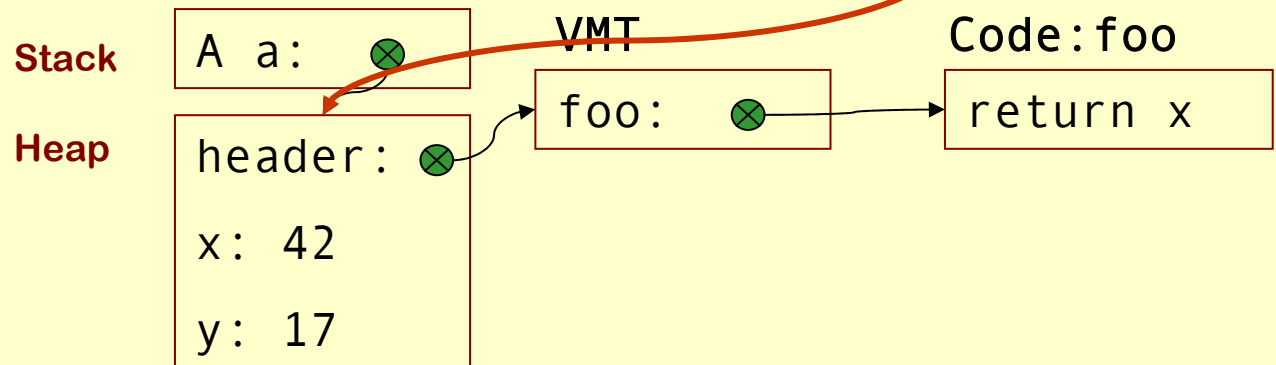 Stack
A a:
VMT
Code:foo
foo:
return x
Heap
header:
x: 42
y: 17